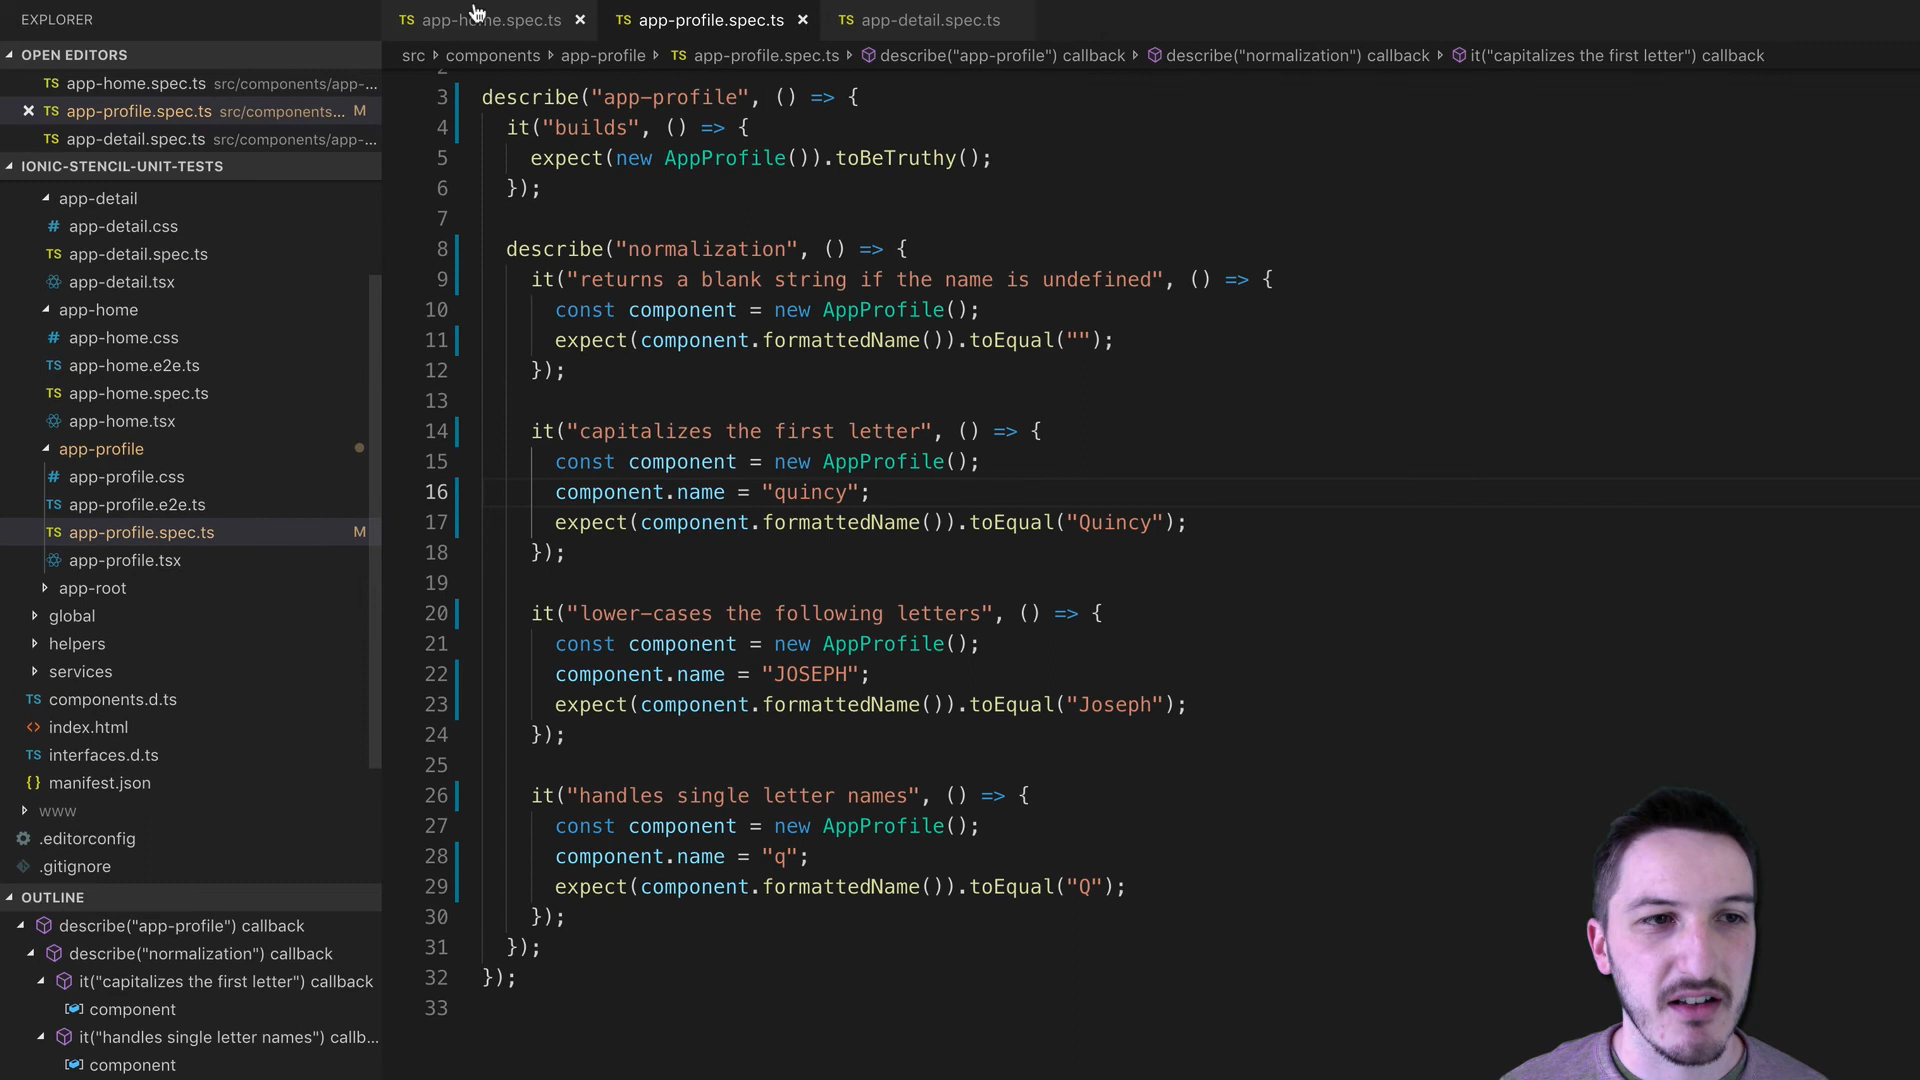 EXPLORER
OPEN EDITORS
TS app-home.spec.ts src/components/app-...
× TS app-profile.spec.ts src/components... M
TS app-detail.spec.ts src/components/app-...
IONIC-STENCIL-UNIT-TESTS
app-detail
# app-detail.css
TS app-detail.spec.ts
app-detail.tsx
app-home
# app-home.css
TS app-home.e2e.ts
TS app-home.spec.ts
app-home.tsx
app-profile
# app-profile.css
TS app-profile.e2e.ts
TS app-profile.spec.ts M
app-profile.tsx
app-root
global
helpers
services
TS components.d.ts
<> index.html
TS interfaces.d.ts
{} manifest.json
www
.editorconfig
.gitignore
OUTLINE
describe("app-profile") callback
describe("normalization") callback
it("capitalizes the first letter") callback
component
it("handles single letter names") callb...
component
TS app-home.spec.ts × TS app-profile.spec.ts × TS app-detail.spec.ts
src components app-profile TS app-profile.spec.ts describe("app-profile") callback describe("normalization") callback it("capitalizes the first letter") callback
2
3 describe("app-profile", () => {
4 it("builds", () => {
5 expect(new AppProfile()).toBeTruthy();
6 });
7
8 describe("normalization", () => {
9 it("returns a blank string if the name is undefined", () => {
10 const component = new AppProfile();
11 expect(component.formattedName()).toEqual("");
12 });
13
14 it("capitalizes the first letter", () => {
15 const component = new AppProfile();
16 component.name = "quincy";
17 expect(component.formattedName()).toEqual("Quincy");
18 });
19
20 it("lower-cases the following letters", () => {
21 const component = new AppProfile();
22 component.name = "JOSEPH";
23 expect(component.formattedName()).toEqual("Joseph");
24 });
25
26 it("handles single letter names", () => {
27 const component = new AppProfile();
28 component.name = "q";
29 expect(component.formattedName()).toEqual("Q");
30 });
31 });
32 });
33